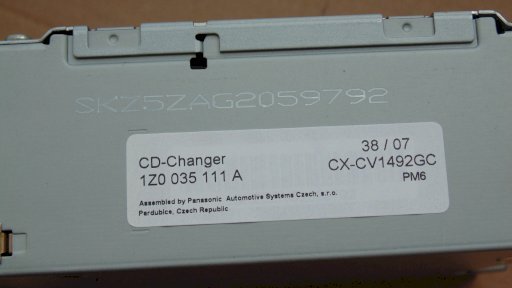 SKZ5ZAG2059792
38 / 07
CD-Changer
CX-CV1492GC
1Z0 035 111 A
PM6
Assembled by Panasonic Automotive Systems Czech, s.r.o.
Perdubice, Czech Republic